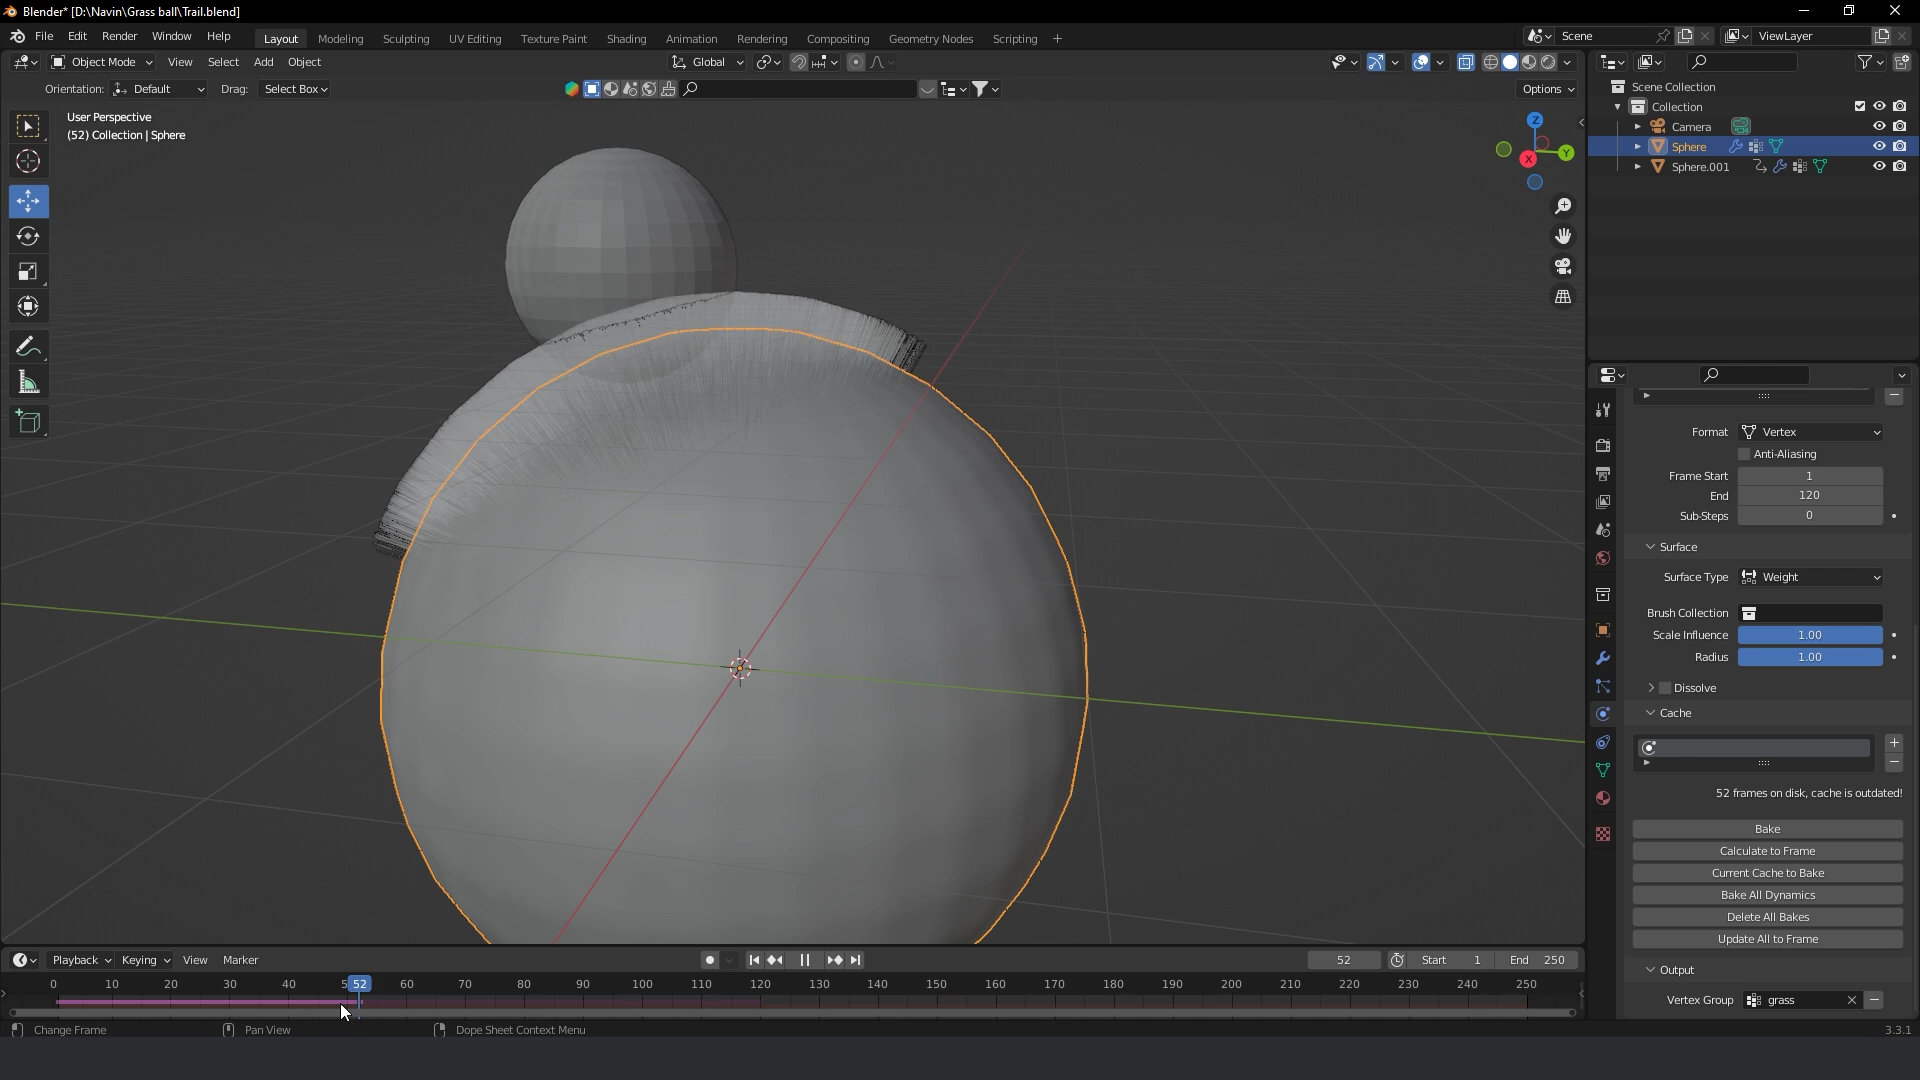 Blender* [D:\Navin\Grass ball\Trail.blend]
File Edit Render Window Help Layout Modeling Sculpting UV Editing Texture Paint Shading Animation Rendering Compositing Geometry Nodes Scripting + Scene ViewLayer
Object Mode View Select Add Object Global
Orientation: Default Drag: Select Box Options
User Perspective
(52) Collection | Sphere
Z
Y
X
Scene Collection
Collection
Camera
Sphere
Sphere.001
Format Vertex
Anti-Aliasing
Frame Start 1
End 120
Sub-Steps 0
Surface
Surface Type Weight
Brush Collection
Scale Influence 1.00
Radius 1.00
Dissolve
Cache
52 frames on disk, cache is outdated!
Bake
Calculate to Frame
Current Cache to Bake
Bake All Dynamics
Delete All Bakes
Update All to Frame
Output
Vertex Group grass
Playback Keying View Marker 52 Start 1 End 250
0 10 20 30 40 5 52 60 70 80 90 100 110 120 130 140 150 160 170 180 190 200 210 220 230 240 250
Change Frame Pan View Dope Sheet Context Menu 3.3.1